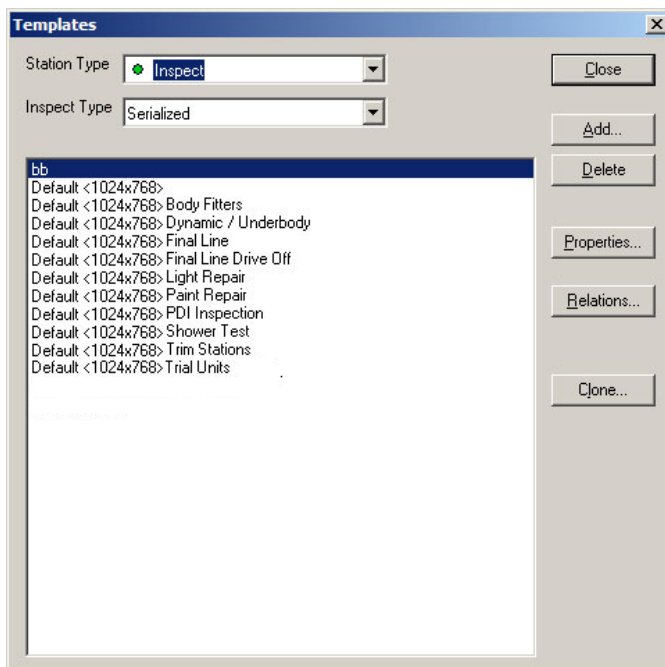 Templates
Station Type
Inspect
Close
Inspect Type
Serialized
Add...
Delete
Properties...
Relations...
Clone...
bb
Default <1024x768>
Default <1024x768> Body Fitters
Default <1024x768> Dynamic / Underbody
Default <1024x768> Final Line
Default <1024x768> Final Line Drive Off
Default <1024x768> Light Repair
Default <1024x768> Paint Repair
Default <1024x768> PDI Inspection
Default <1024x768> Shower Test
Default <1024x768> Trim Stations
Default <1024x768> Trial Units